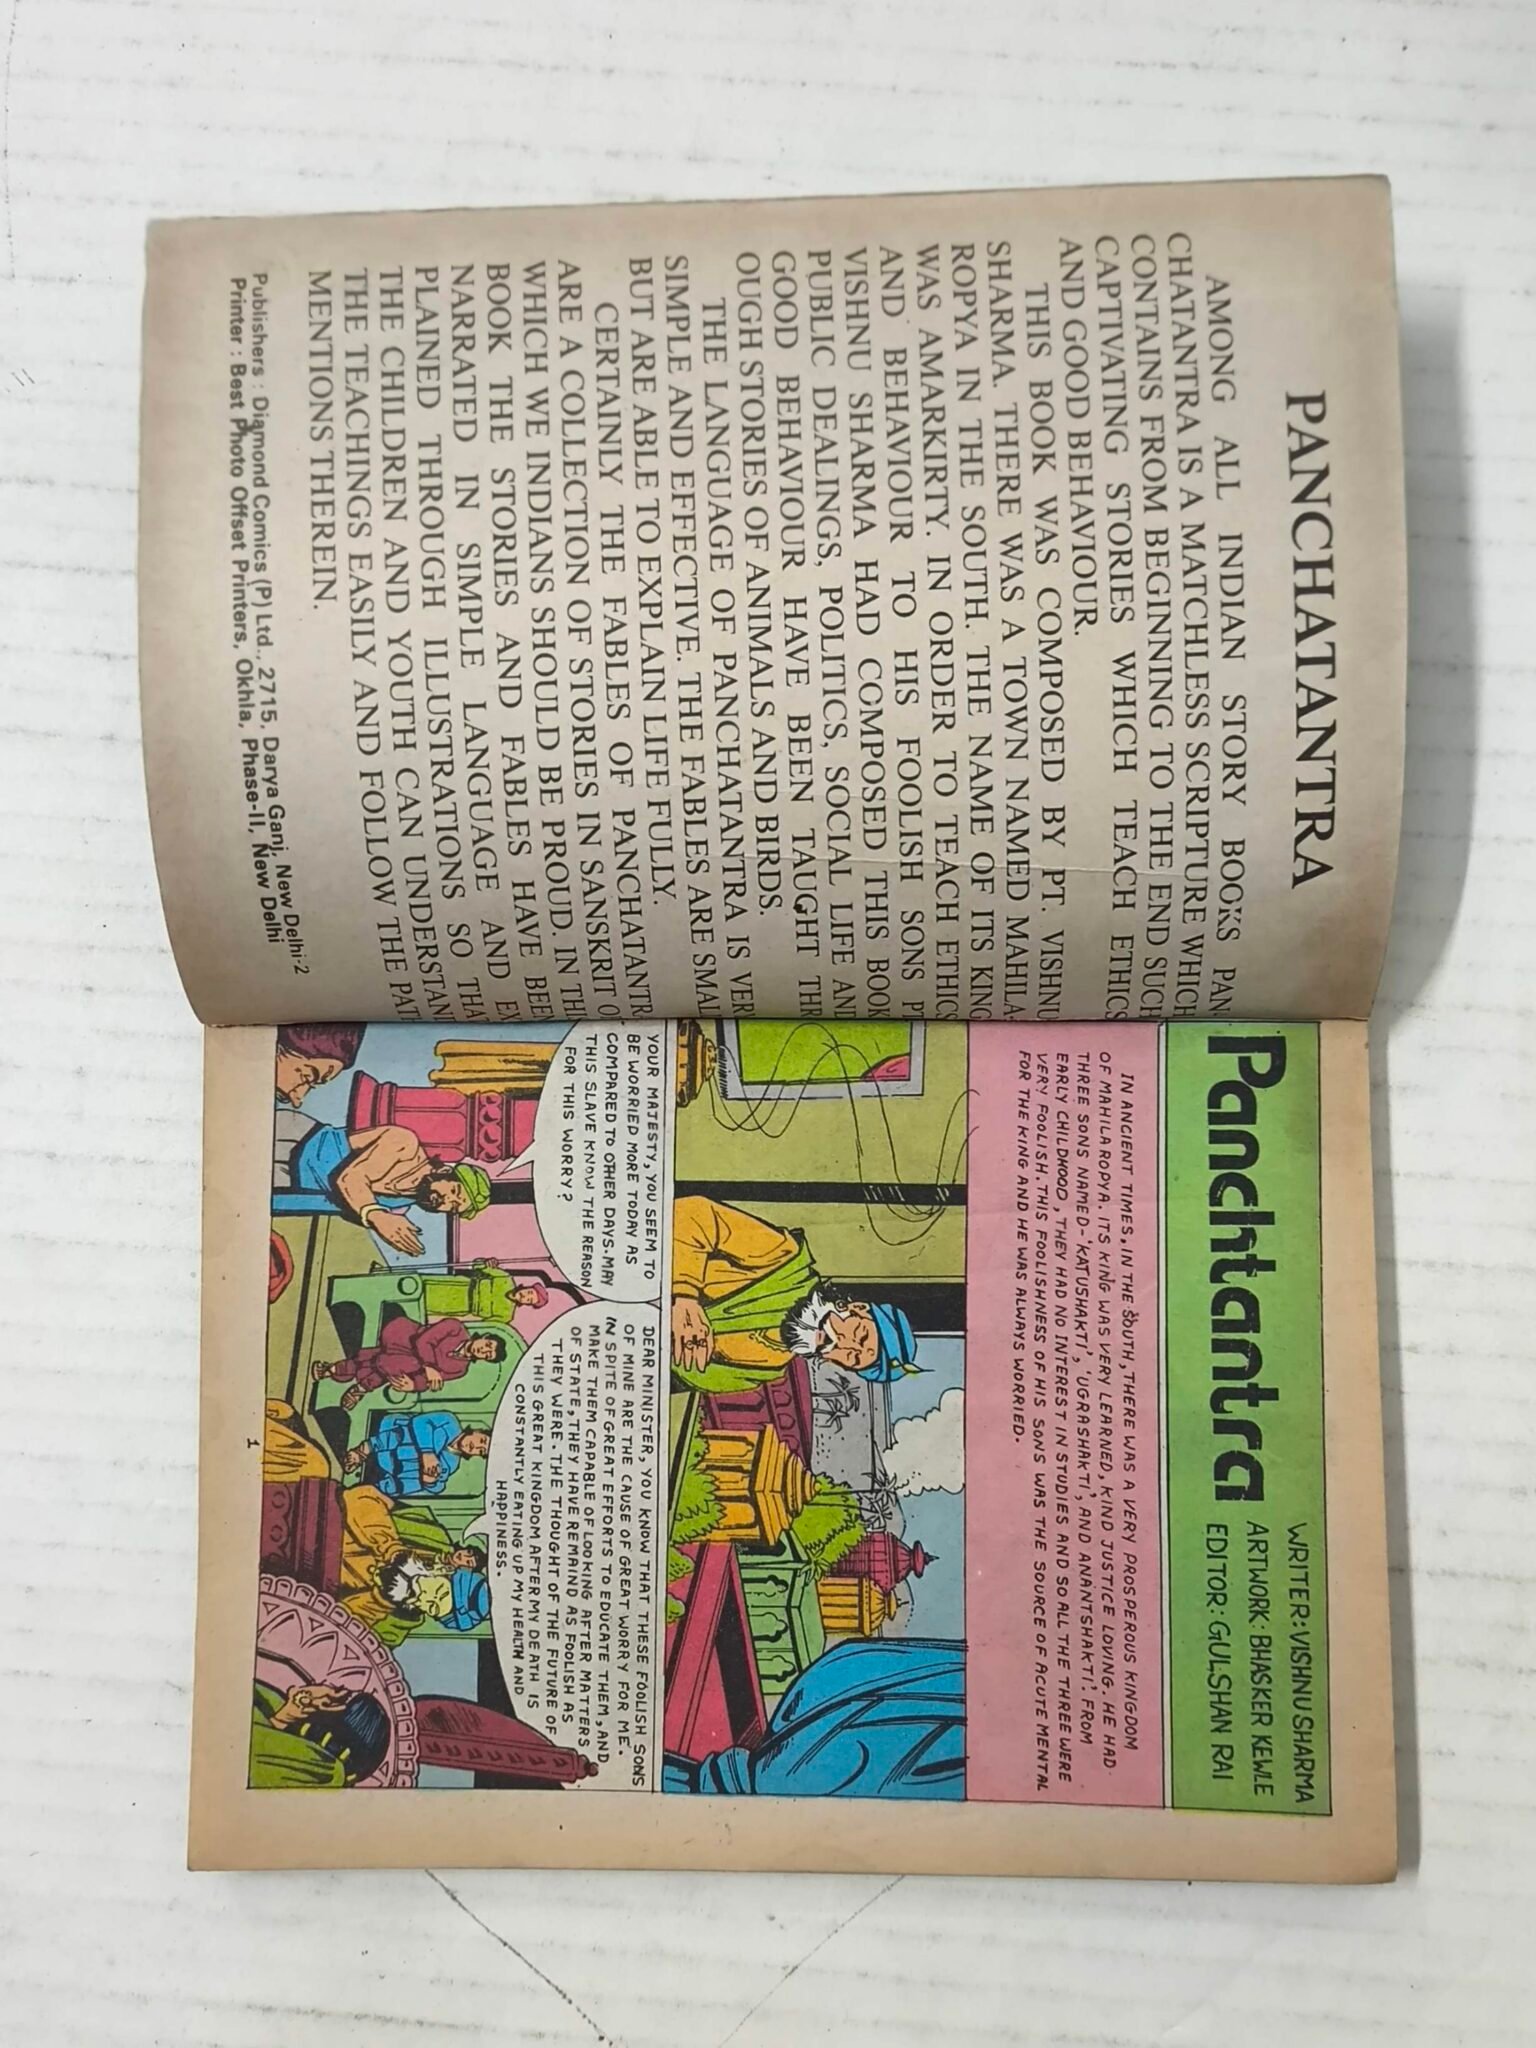 PANCHATANTRA
AMONG ALL INDIAN STORY BOOKS PAN-
CHATANTRA IS A MATCHLESS SCRIPTURE WHICH
CONTAINS FROM BEGINNING TO THE END SUCH
CAPTIVATING STORIES WHICH TEACH ETHICS
AND GOOD BEHAVIOUR.
THIS BOOK WAS COMPOSED BY PT. VISHNU
SHARMA. THERE WAS A TOWN NAMED MAHILA-
ROPYA IN THE SOUTH. THE NAME OF ITS KING
WAS AMARKIRTY. IN ORDER TO TEACH ETHICS
AND BEHAVIOUR TO HIS FOOLISH SONS PT
VISHNU SHARMA HAD COMPOSED THIS BOOK
PUBLIC DEALINGS, POLITICS, SOCIAL LIFE AND
GOOD BEHAVIOUR HAVE BEEN TAUGHT THR
OUGH STORIES OF ANIMALS AND BIRDS.
THE LANGUAGE OF PANCHATANTRA IS VERY
SIMPLE AND EFFECTIVE. THE FABLES ARE SMAL
BUT ARE ABLE TO EXPLAIN LIFE FULLY.
CERTAINLY THE FABLES OF PANCHATANTR
ARE A COLLECTION OF STORIES IN SANSKRIT O
WHICH WE INDIANS SHOULD BE PROUD. IN THI
BOOK THE STORIES AND FABLES HAVE BEEN
NARRATED IN SIMPLE LANGUAGE AND EX
PLAINED THROUGH ILLUSTRATIONS SO THA
THE CHILDREN AND YOUTH CAN UNDERSTAN
THE TEACHINGS EASILY AND FOLLOW THE PAT
MENTIONS THEREIN.
Publishers : Diamond Comics (P) Ltd., 2715, Darya Ganj, New Delhi-2
Printer : Best Photo Offset Printers, Okhla, Phase-II, New Delhi
Panchtantra
WRITER: VISHNU SHARMA
ARTWORK: BHASKER KEWLE
EDITOR: GULSHAN RAI
IN ANCIENT TIMES, IN THE SOUTH, THERE WAS A VERY PROSPEROUS KINGDOM
OF MAHILAROPYA. ITS KING WAS VERY LEARNED, KIND JUSTICE LOVING. HE HAD
THREE SONS NAMED-'KATUSHAKTI', 'UGRASHAKTI', AND ANANTSHAKTI'. FROM
EARLY CHILDHOOD, THEY HAD NO INTEREST IN STUDIES AND SO ALL THE THREE WERE
VERY FOOLISH. THIS FOOLISHNESS OF HIS SONS WAS THE SOURCE OF ACUTE MENTAL
FOR THE KING AND HE WAS ALWAYS WORRIED.
YOUR MAJESTY, YOU SEEM TO
BE WORRIED MORE TODAY AS
COMPARED TO OTHER DAYS. MAY
THIS SLAVE KNOW THE REASON
FOR THIS WORRY?
DEAR MINISTER, YOU KNOW THAT THESE FOOLISH SONS
OF MINE ARE THE CAUSE OF GREAT WORRY FOR ME.
IN SPITE OF GREAT EFFORTS TO EDUCATE THEM, AND
MAKE THEM CAPABLE OF LOOKING AFTER MATTERS
OF STATE, THEY HAVE REMAIND AS FOOLISH AS
THEY WERE. THE THOUGHT OF THE FUTURE OF
THIS GREAT KINGDOM AFTER MY DEATH IS
CONSTANTLY EATING UP MY HEALTH AND
HAPPINESS.
1